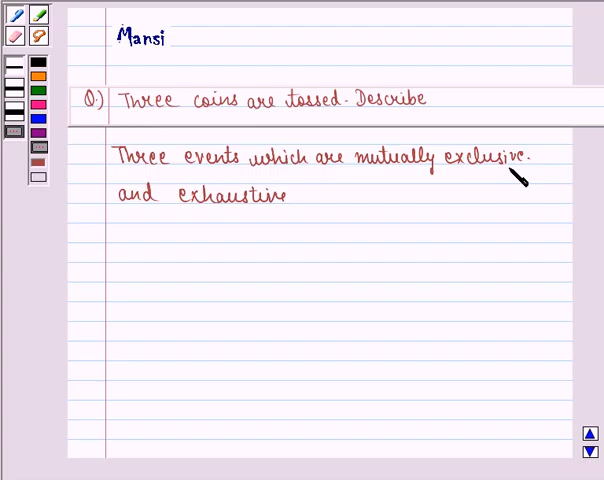 Mansi
Q.) Three coins are tossed. Describe
Three events which are mutually exclusive.
and exhaustive